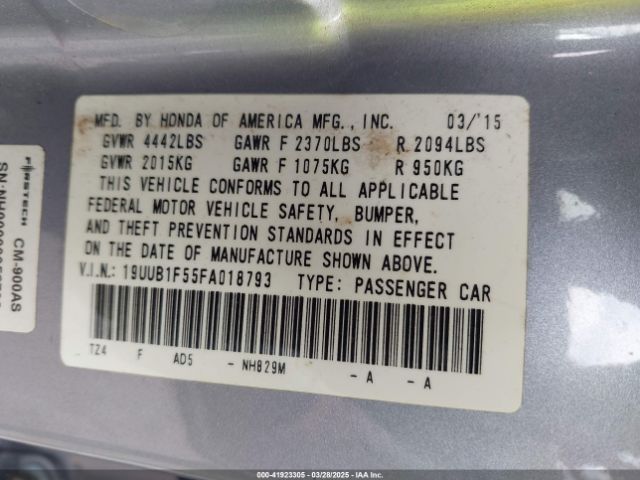 MFD. BY HONDA OF AMERICA MFG., INC. 03/'15
GVWR 4442LBS GAWR F 2370LBS R 2094LBS
GVWR 2015KG GAWR F 1075KG R 950KG
THIS VEHICLE CONFORMS TO ALL APPLICABLE
FEDERAL MOTOR VEHICLE SAFETY, BUMPER,
AND THEFT PREVENTION STANDARDS IN EFFECT
ON THE DATE OF MANUFACTURE SHOWN ABOVE.
V.I.N.: 19UUB1F55FA018793 TYPE: PASSENGER CAR
TZ4 F AD5 - NH829M - A - A
FIRSTECH CM-900AS
000-41923305 - 03/28/2025 - IAA Inc.